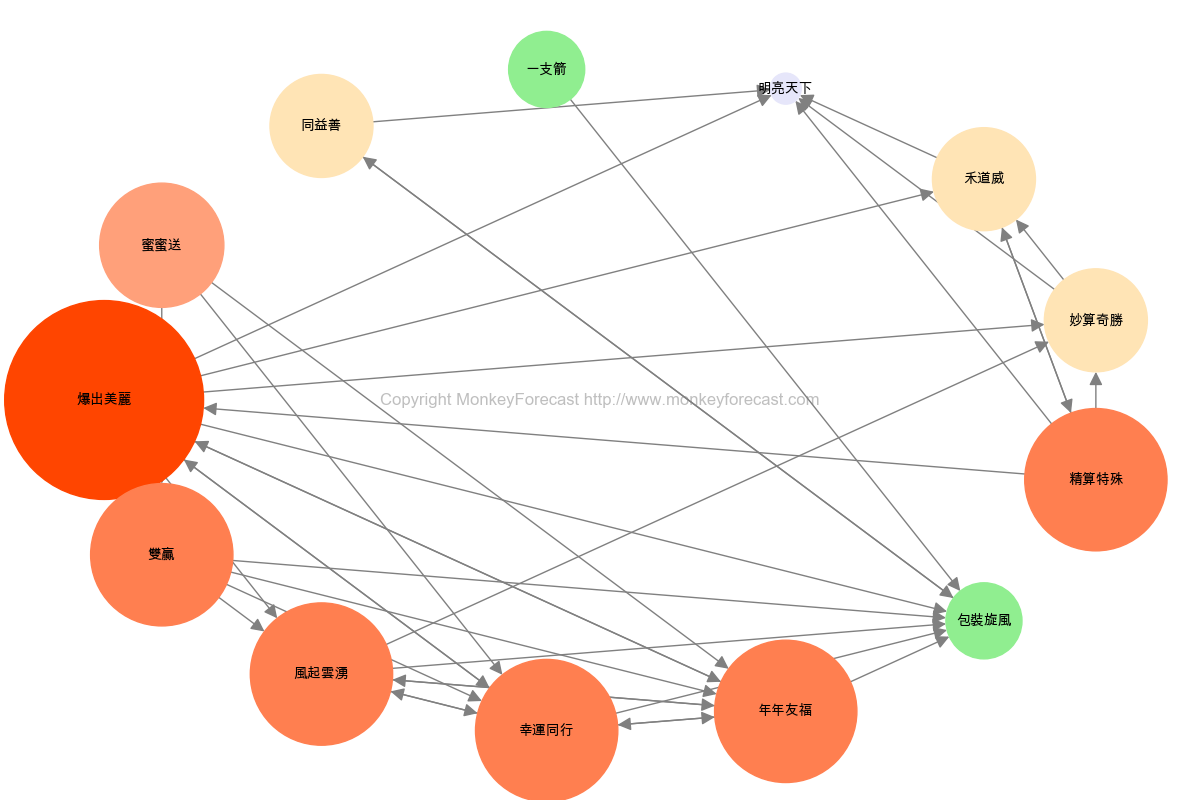 一支箭
明亮天下
同益善
禾道威
蜜蜜送
妙算奇勝
爆出美麗
Copyright MonkeyForecast http://www.monkeyforecast.com
精算特殊
雙贏
包裝旋風
風起雲湧
年年友福
幸運同行